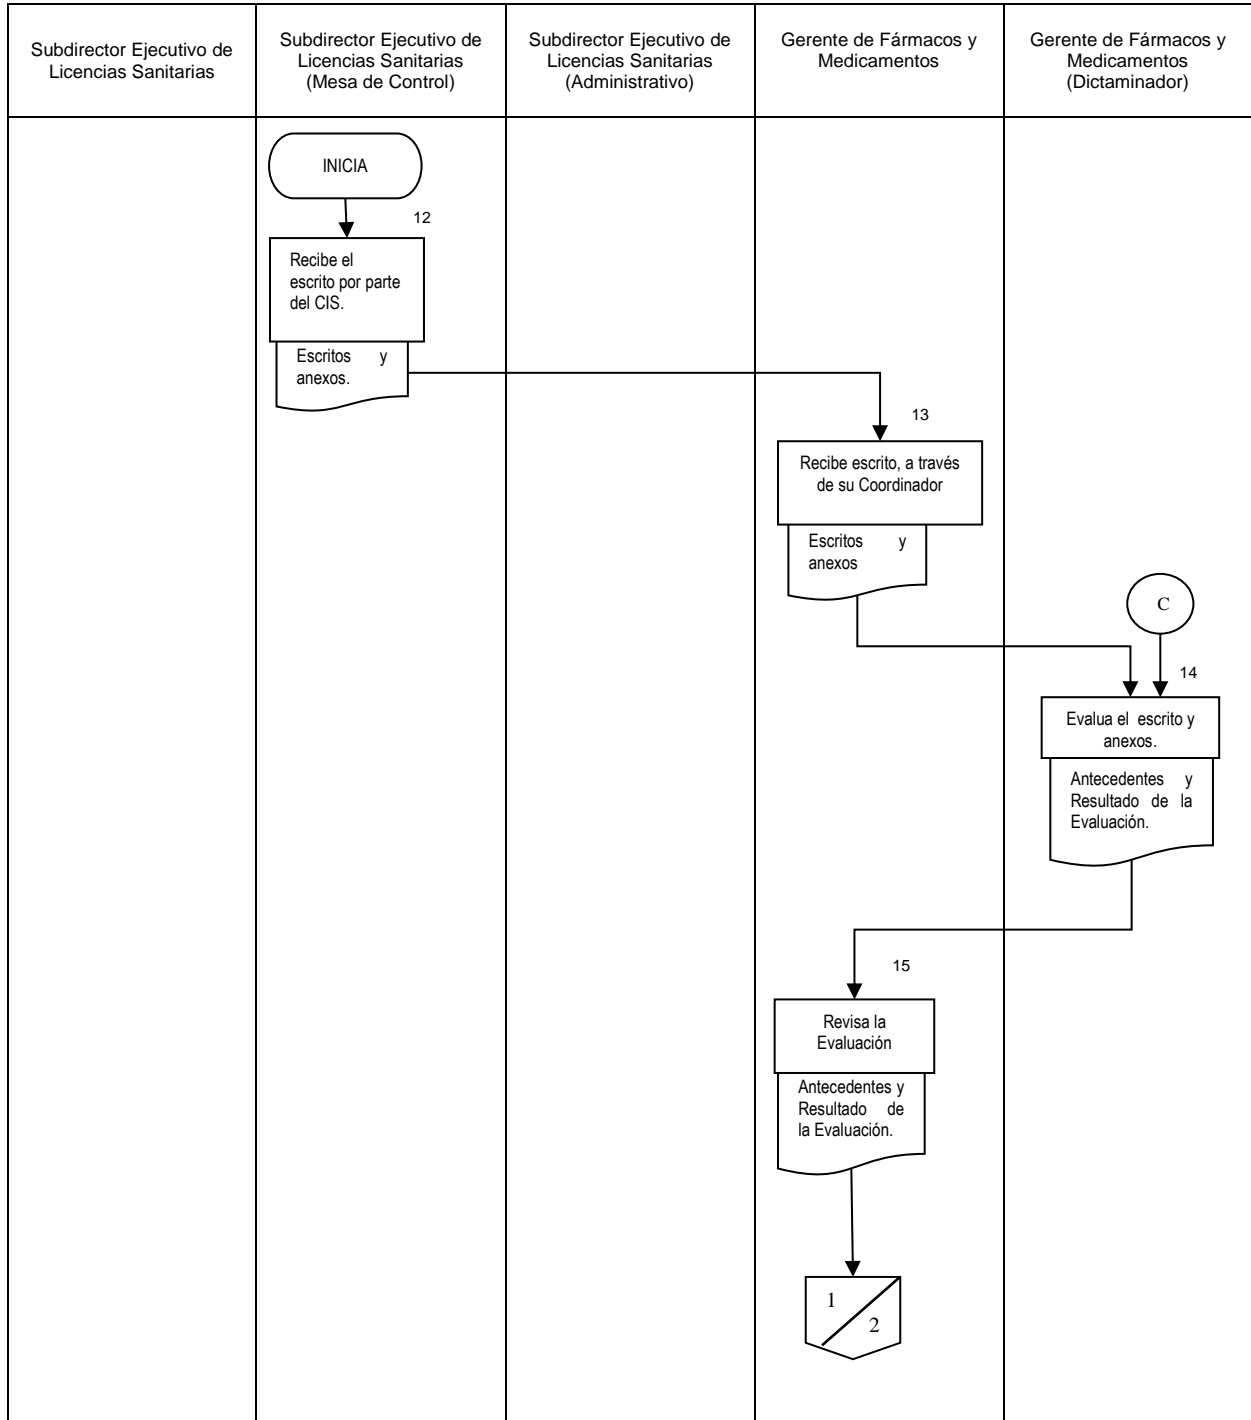 Subdirector Ejecutivo de
Licencias Sanitarias
Subdirector Ejecutivo de
Licencias Sanitarias
(Mesa de Control)
Subdirector Ejecutivo de
Licencias Sanitarias
(Administrativo)
Gerente de Fármacos y
Medicamentos
Gerente de Fármacos y
Medicamentos
(Dictaminador)
INICIA
12
Recibe el
escrito por parte
del CIS.
Escritos y
anexos.
13
Recibe escrito, a través
de su Coordinador
Escritos y
anexos
C
14
Evalua el escrito y
anexos.
Antecedentes y
Resultado de la
Evaluación.
15
Revisa la
Evaluación
Antecedentes y
Resultado de
la Evaluación.
1
2